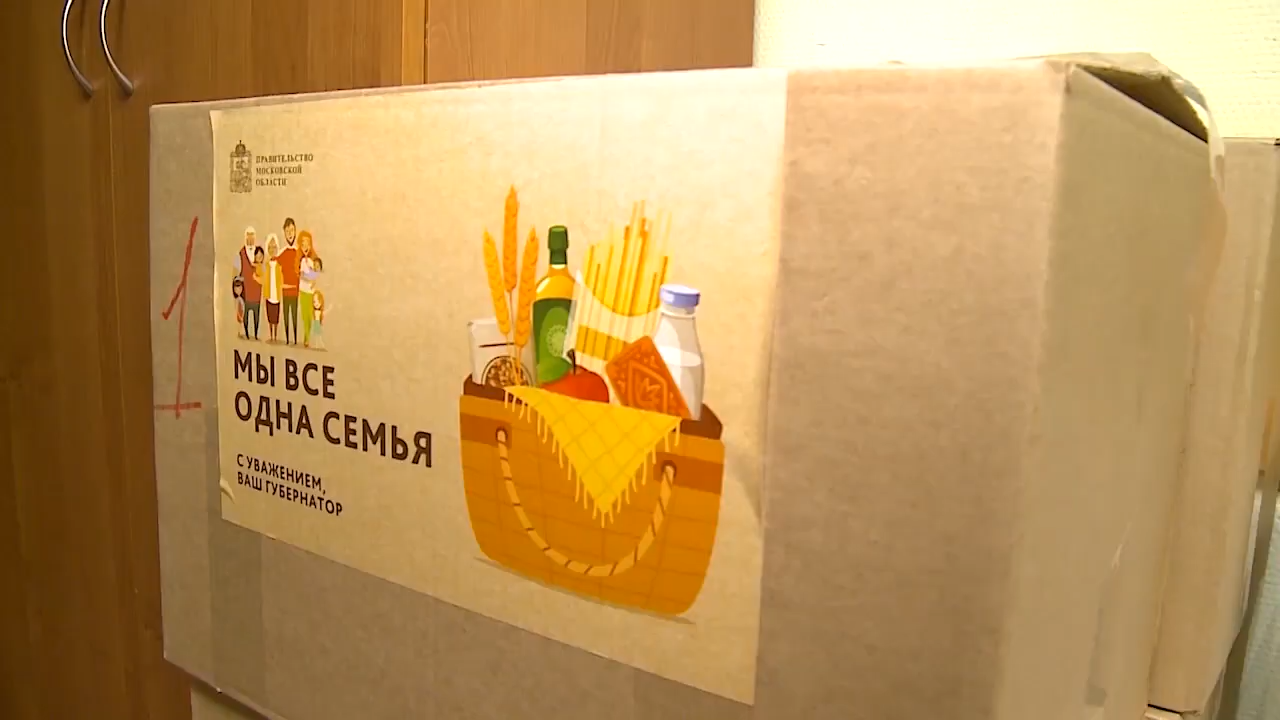 ПРАВИТЕЛЬСТВО
МОСКОВСКОЙ
ОБЛАСТИ
1
МЫ ВСЕ
ОДНА СЕМЬЯ
С УВАЖЕНИЕМ,
ВАШ ГУБЕРНАТОР